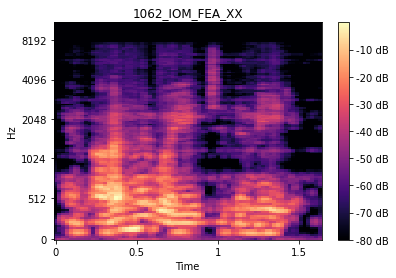 1062_IOM_FEA_XX
8192
4096
2048
1024
512
0
Hz
0
0.5
1
1.5
Time
-10 dB
-20 dB
-30 dB
-40 dB
-50 dB
-60 dB
-70 dB
-80 dB